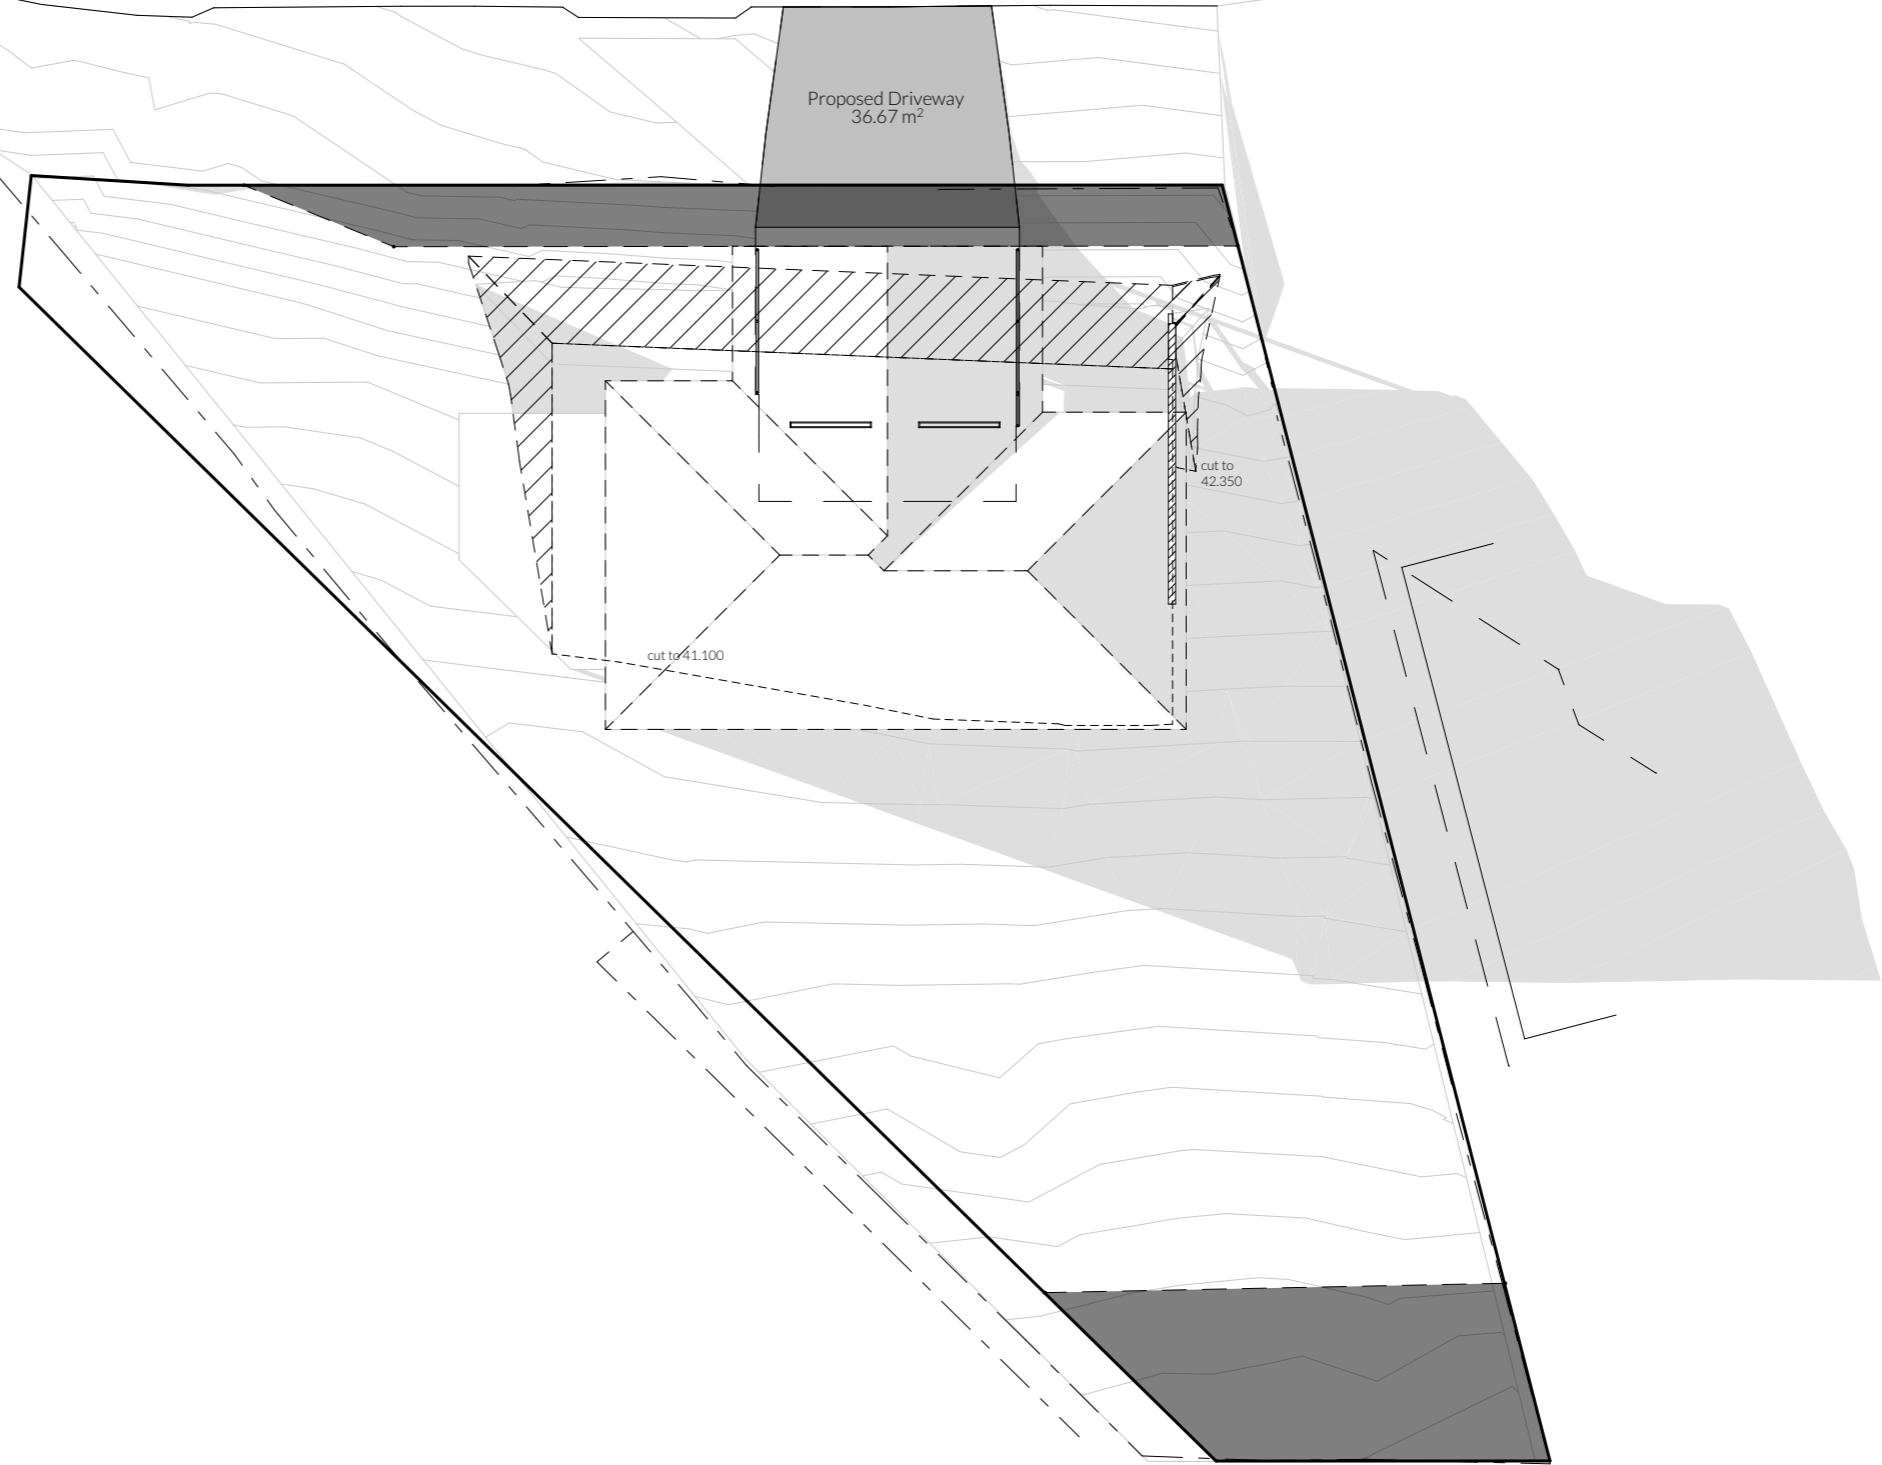 Proposed Driveway
36.67 m²
cut to
42.350
cut to 41.100